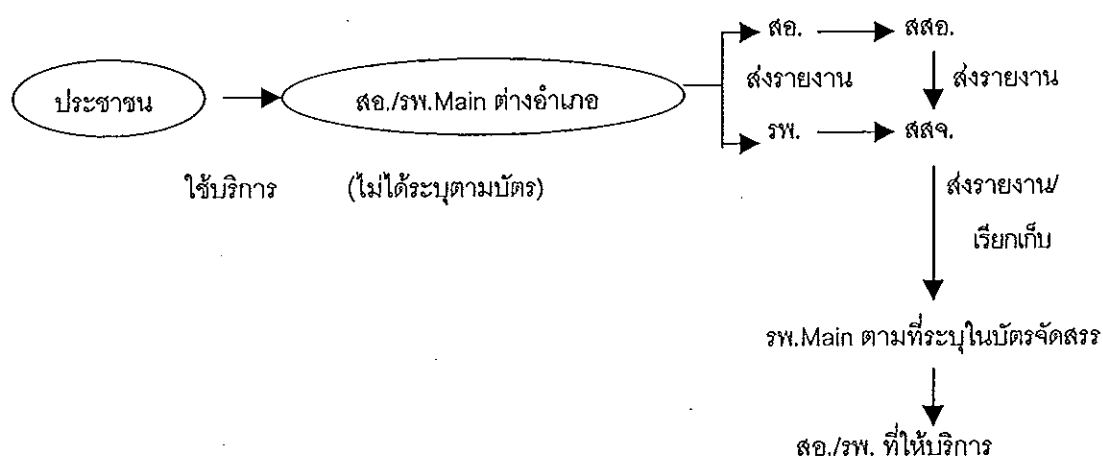 สอ. สสอ.
ส่งรายงาน ส่งรายงาน
ประชาชน สอ./รพ.Main ต่างอำเภอ
รพ. สสจ.
ใช้บริการ (ไม่ได้ระบุตามบัตร)
ส่งรายงาน/
เรียกเก็บ
รพ.Main ตามที่ระบุในบัตรจัดสรร
สอ./รพ. ที่ให้บริการ